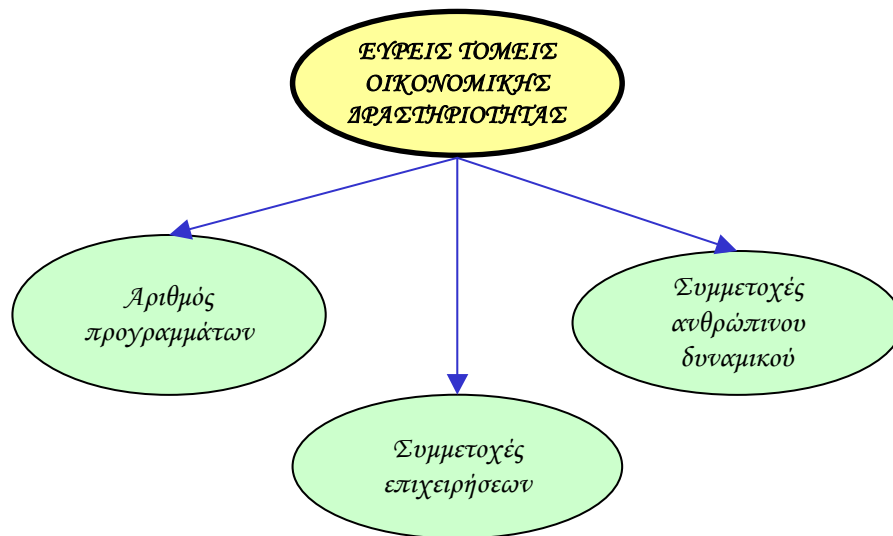 ΕΥΡΕΙΣ ΤΟΜΕΙΣ
ΟΙΚΟΝΟΜΙΚΗΣ
ΔΡΑΣΤΗΡΙΟΤΗΤΑΣ
Αριθμός
προγραμμάτων
Συμμετοχές
ανθρώπινου
δυναμικού
Συμμετοχές
επιχειρήσεων